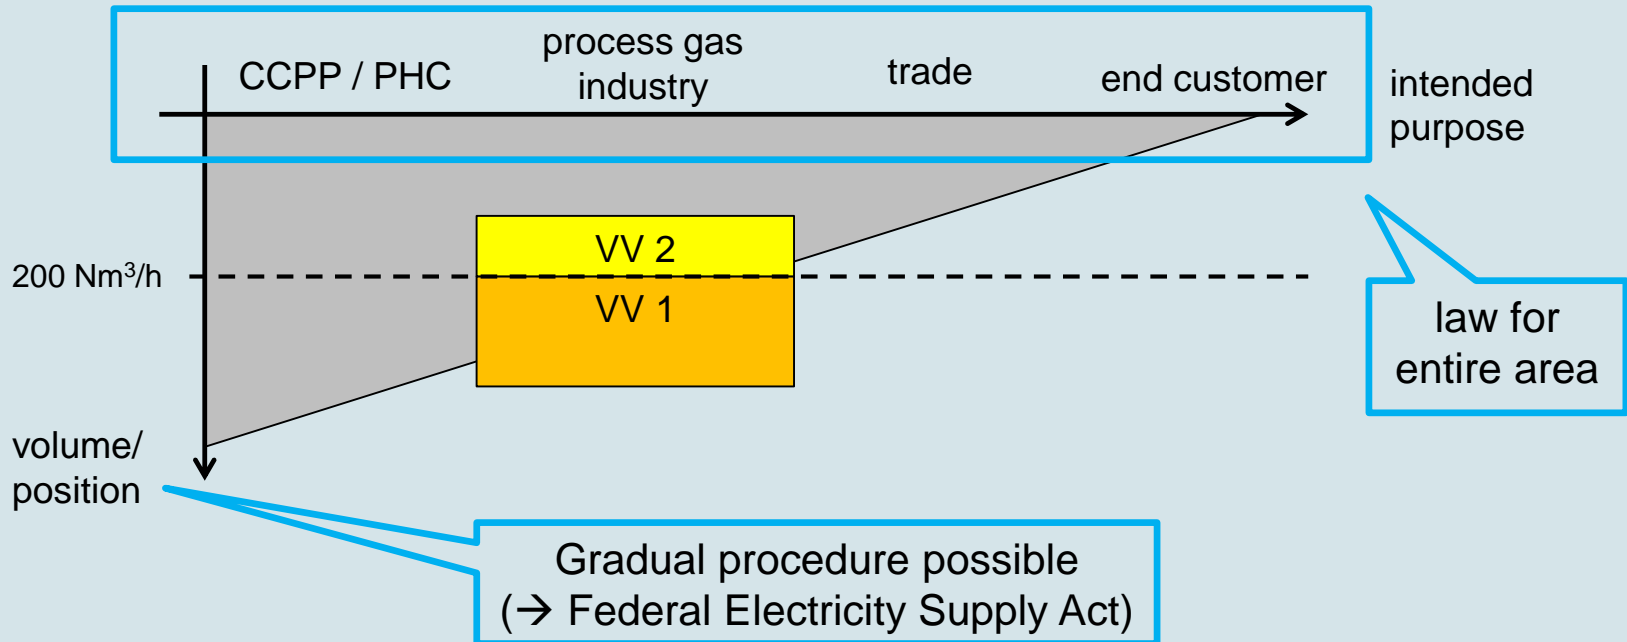 CCPP / PHC
process gas
industry
trade
end customer
intended
purpose
VV 2
200 Nm³/h
VV 1
law for
entire area
volume/
position
Gradual procedure possible
(→ Federal Electricity Supply Act)